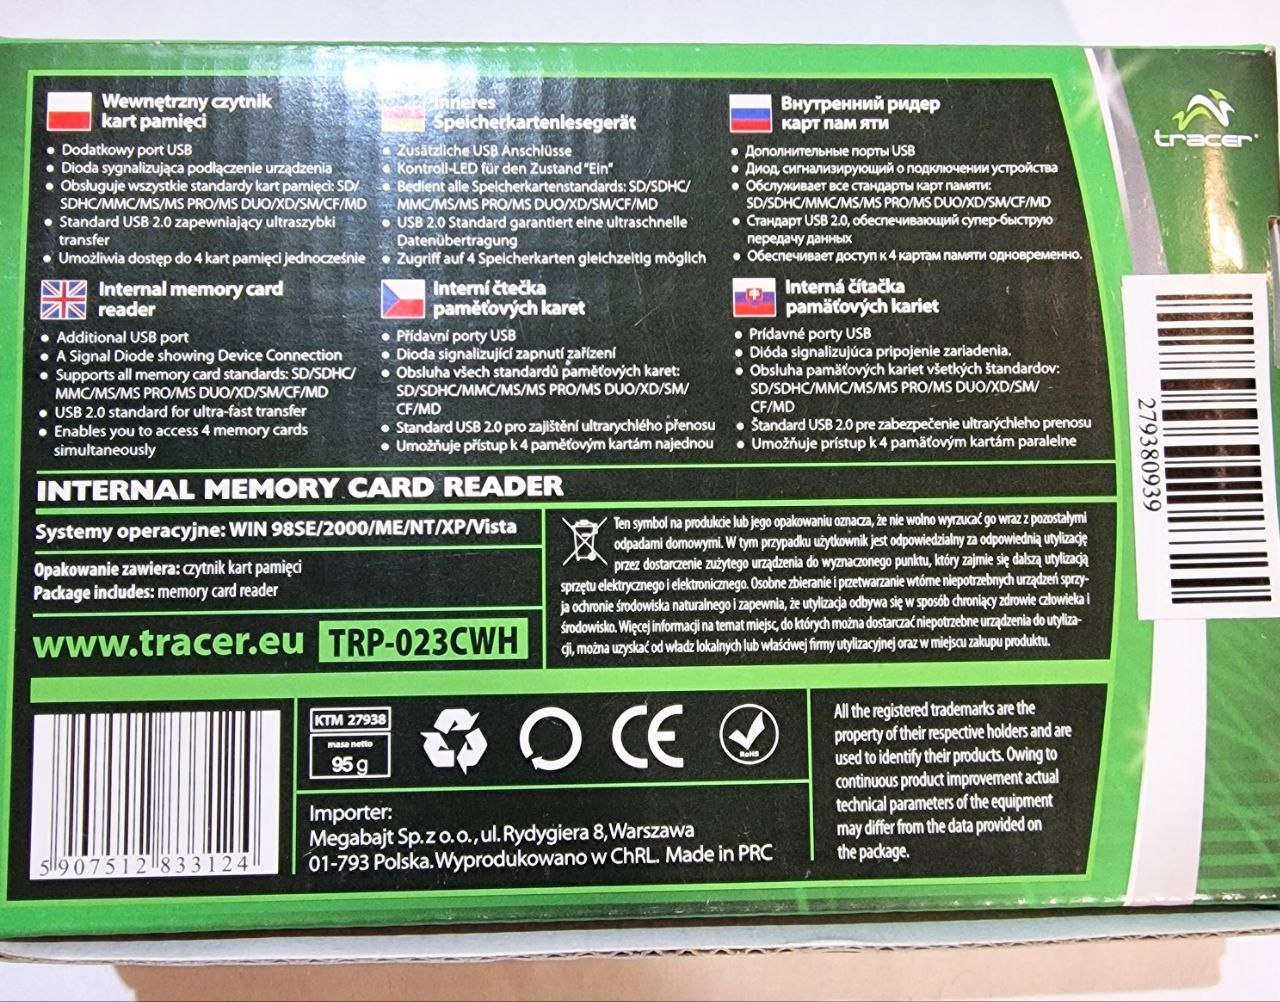 Wewnętrzny czytnik
kart pamięci
• Dodatkowy port USB
• Dioda sygnalizująca podłączenie urządzenia
• Obsługuje wszystkie standardy kart pamięci: SD/
SDHC/MMC/MS/MS PRO/MS DUO/XD/SM/CF/MD
• Standard USB 2.0 zapewniający ultraszybki
transfer
• Umożliwia dostęp do 4 kart pamięci jednocześnie
Inneres
Speicherkartenlesegerät
• Zusätzliche USB Anschlüsse
• Kontroll-LED für den Zustand "Ein"
• Bedient alle Speicherkartenstandards: SD/SDHC/
MMC/MS/MS PRO/MS DUO/XD/SM/CF/MD
• USB 2.0 Standard garantiert eine ultraschnelle
Datenübertragung
• Zugriff auf 4 Speicherkarten gleichzeitig möglich
Внутренний ридер
карт пам яти
• Дополнительные порты USB
• Диод, сигнализирующий о подключении устройства
• Обслуживает все стандарты карт памяти:
SD/SDHC/MMC/MS/MS PRO/MS DUO/XD/SM/CF/MD
• Стандарт USB 2.0, обеспечивающий супер-быструю
передачу данных
• Обеспечивает доступ к 4 картам памяти одновременно.
tracer
Internal memory card
reader
• Additional USB port
• A Signal Diode showing Device Connection
• Supports all memory card standards: SD/SDHC/
MMC/MS/MS PRO/MS DUO/XD/SM/CF/MD
• USB 2.0 standard for ultra-fast transfer
• Enables you to access 4 memory cards
simultaneously
Interní čtečka
paměťových karet
• Přídavní porty USB
• Dioda signalizující zapnutí zařízení
• Obsluha všech standardů paměťových karet:
SD/SDHC/MMC/MS/MS PRO/MS DUO/XD/SM/
CF/MD
• Standard USB 2.0 pro zajištění ultrarychlého přenosu
• Umožňuje přístup k 4 paměťovým kartám najednou
Interná čítačka
pamäťových kariet
• Prídavné porty USB
• Dióda signalizujúca pripojenie zariadenia.
• Obsluha pamäťových kariet všetkých štandardov:
SD/SDHC/MMC/MS/MS PRO/MS DUO/XD/SM/
CF/MD
• Štandard USB 2.0 pre zabezpečenie ultrarýchleho prenosu
• Umožňuje prístup k 4 pamäťovým kartám paralelne
279380939
INTERNAL MEMORY CARD READER
Systemy operacyjne: WIN 98SE/2000/ME/NT/XP/Vista
Opakowanie zawiera: czytnik kart pamięci
Package includes: memory card reader
www.tracer.eu TRP-023CWH
Ten symbol na produkcie lub jego opakowaniu oznacza, że nie wolno wyrzucać go wraz z pozostałymi
odpadami domowymi. W tym przypadku użytkownik jest odpowiedzialny za odpowiednią utylizację
przez dostarczenie zużytego urządzenia do wyznaczonego punktu, który zajmie się dalszą utylizacją
sprzętu elektrycznego i elektronicznego. Osobne zbieranie i przetwarzanie wtórne niepotrzebnych urządzeń sprzy-
ja ochronie środowiska naturalnego i zapewnia, że utylizacja odbywa się w sposób chroniący zdrowie człowieka i
środowisko. Więcej informacji na temat miejsc, do których można dostarczać niepotrzebne urządzenia do utyliza-
cji, można uzyskać od władz lokalnych lub właściwej firmy utylizacyjnej oraz w miejscu zakupu produktu.
5 907512 833124
KTM 27938
masa netto
95 g
CE
RoHS
Importer:
Megabajt Sp. z o. o., ul. Rydygiera 8, Warszawa
01-793 Polska. Wyprodukowano w ChRL. Made in PRC
All the registered trademarks are the
property of their respective holders and are
used to identify their products. Owing to
continuous product improvement actual
technical parameters of the equipment
may differ from the data provided on
the package.